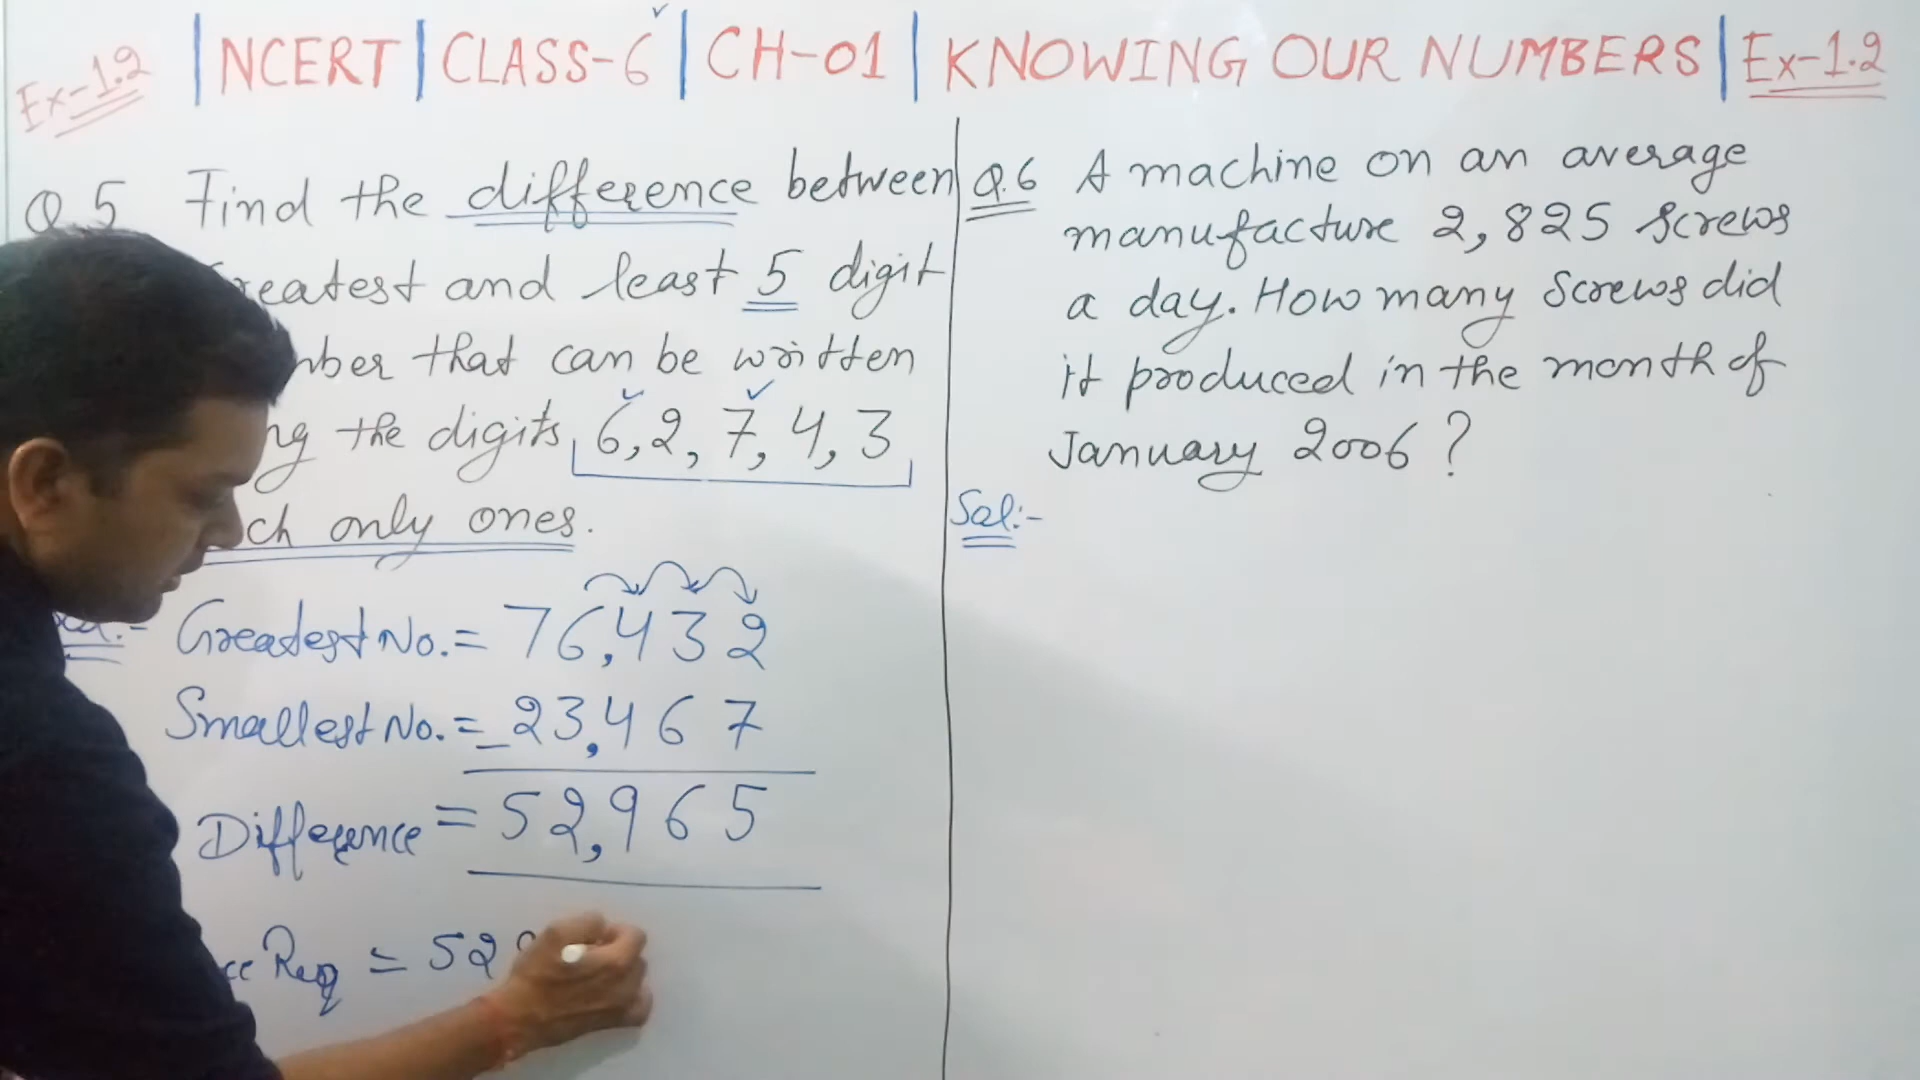 Ex-1.2 | NCERT | CLASS-6 | CH-01 | KNOWING OUR NUMBERS | Ex-1.2
Q.5 Find the difference between
and least 5 digit
that can be written
the digits 6, 2, 7, 4, 3
only ones.
Greatest No. = 76,432
Smallest No. = - 23,467
Difference = 52,965
Req = 52
Q.6 A machine on an average
manufacture 2,825 screws
a day. How many screws did
it produced in the month of
January 2006 ?
Sol:-